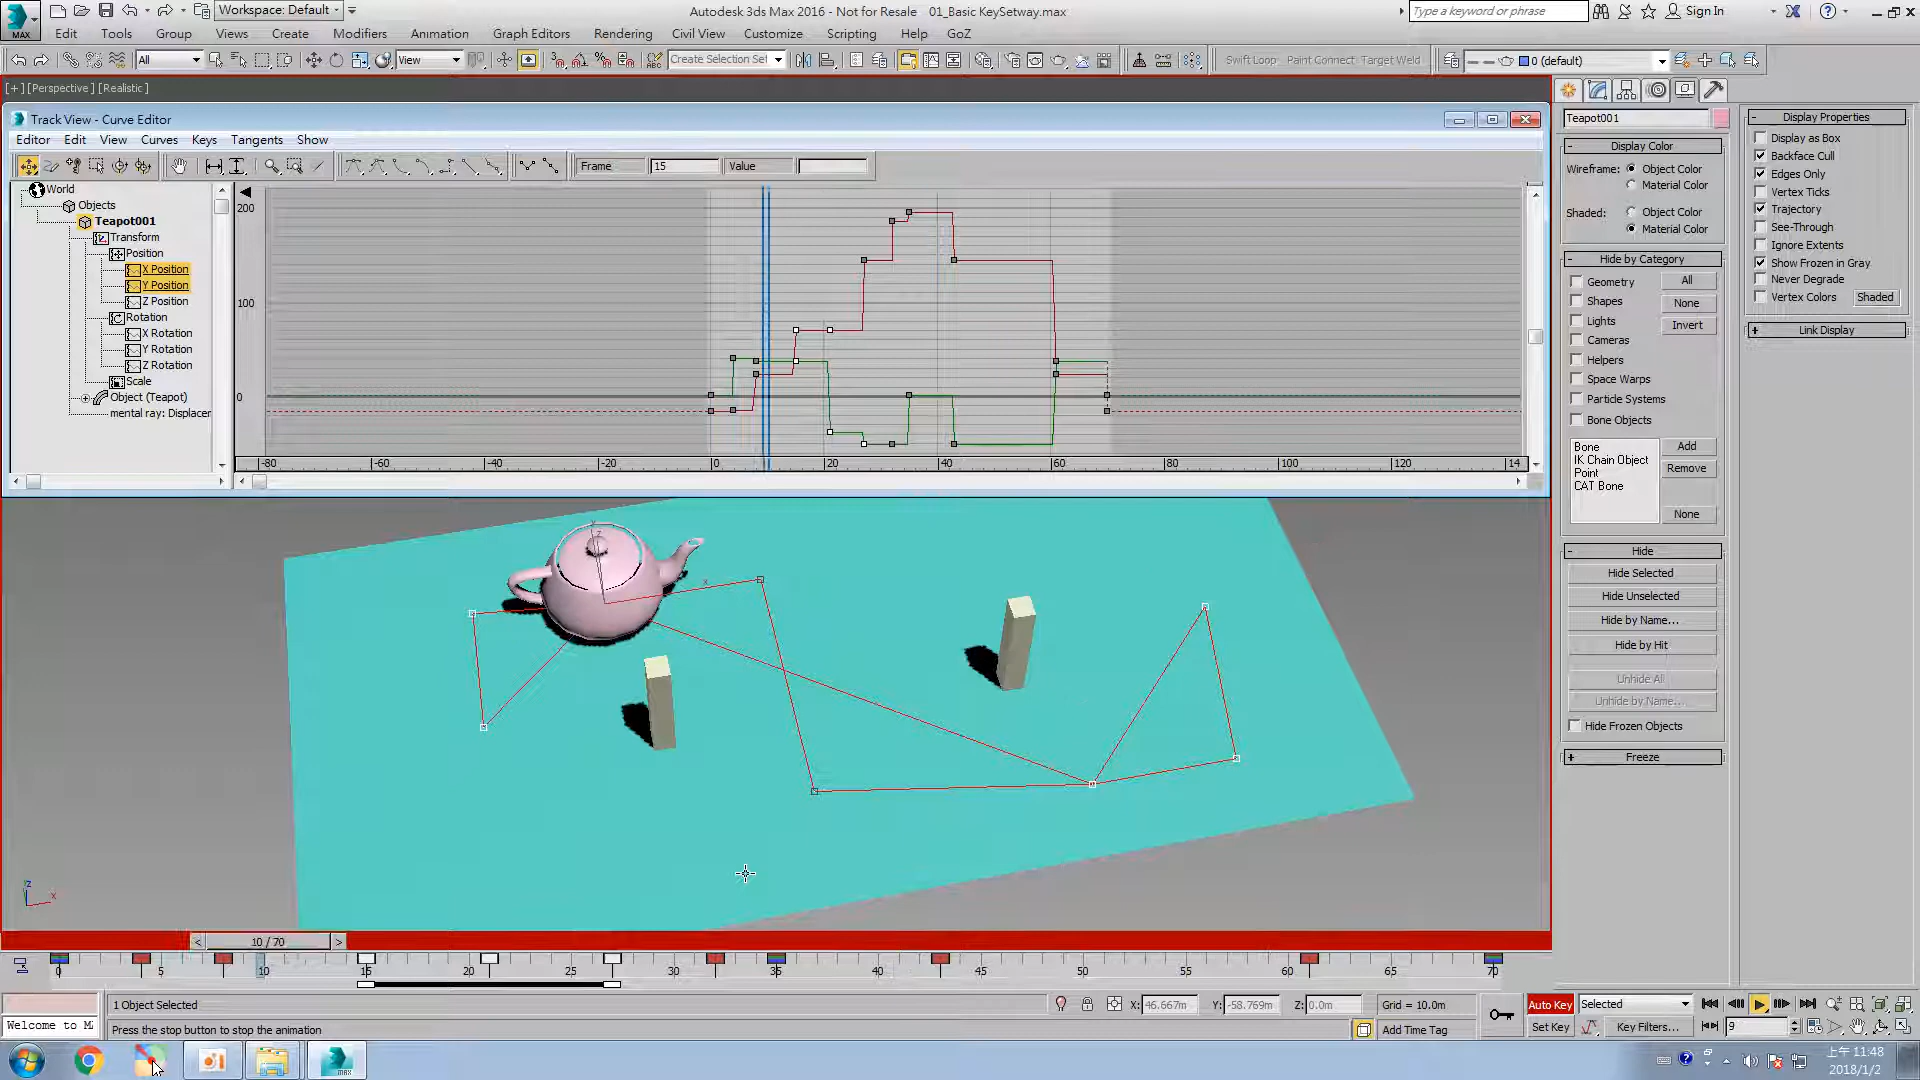 Workspace: Default
Autodesk 3ds Max 2016 - Not for Resale 01_Basic KeySetway.max
Type a keyword or phrase
Sign In
MAX
Edit Tools Group Views Create Modifiers Animation Graph Editors Rendering Civil View Customize Scripting Help GoZ
All
View
Create Selection Set
Swift Loop Paint Connect Target Weld
0 (default)
[+] [Perspective] [Realistic]
Track View - Curve Editor
Editor Edit View Curves Keys Tangents Show
Frame 15 Value
World
Objects
Teapot001
Transform
Position
X Position
Y Position
Z Position
Rotation
X Rotation
Y Rotation
Z Rotation
Scale
Object (Teapot)
mental ray: Displacer
200
100
0
-80 -60 -40 -20 0 20 40 60 80 100 120 14
Teapot001
Display Color
Wireframe: Object Color
Material Color
Shaded: Object Color
Material Color
Hide by Category
Geometry All
Shapes None
Lights Invert
Cameras
Helpers
Space Warps
Particle Systems
Bone Objects
Bone Add
IK Chain Object
Point Remove
CAT Bone
None
Hide
Hide Selected
Hide Unselected
Hide by Name...
Hide by Hit
Unhide All
Unhide by Name...
Hide Frozen Objects
Freeze
Display Properties
Display as Box
Backface Cull
Edges Only
Vertex Ticks
Trajectory
See-Through
Ignore Extents
Show Frozen in Gray
Never Degrade
Vertex Colors Shaded
Link Display
x
z
x
< 10 / 70 >
0 5 10 15 20 25 30 35 40 45 50 55 60 65 70
1 Object Selected
X: 46.667m Y: -58.769m Z: 0.0m Grid = 10.0m
Auto Key Selected
Welcome to M
Press the stop button to stop the animation
Add Time Tag
Set Key Key Filters... 9
上午 11:48
2018/1/2